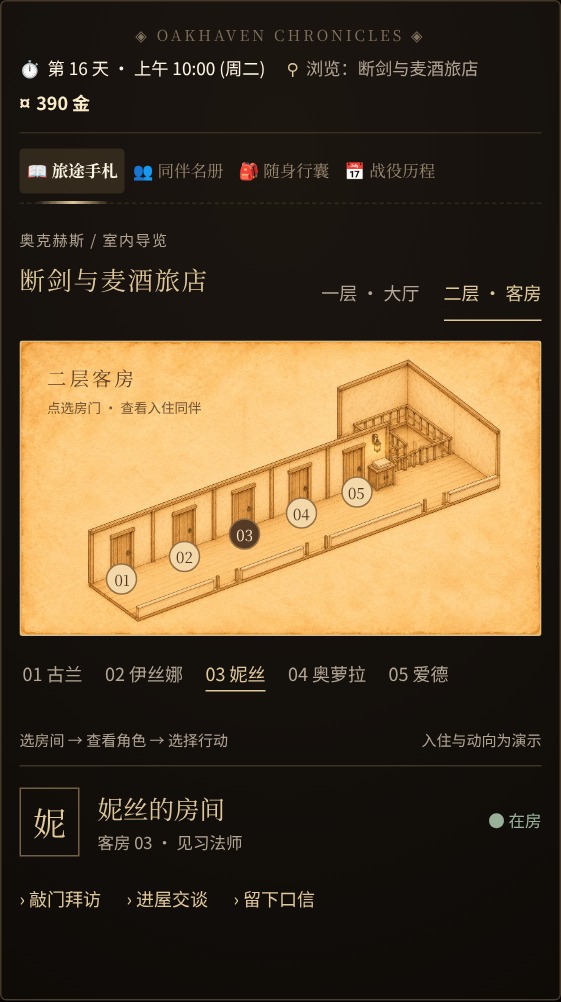 ◈ OAKHAVEN CHRONICLES ◈
⏱️ 第 16 天 · 上午 10:00 (周二) ⚲ 浏览：断剑与麦酒旅店
¤ 390 金
📖 旅途手札 👥 同伴名册 🎒 随身行囊 📅 战役历程
奥克赫斯 / 室内导览
断剑与麦酒旅店
一层 · 大厅 二层 · 客房
二层客房
点选房门 · 查看入住同伴
01
02
03
04
05
01 古兰 02 伊丝娜 03 妮丝 04 奥萝拉 05 爱德
选房间 → 查看角色 → 选择行动 入住与动向为演示
妮
妮丝的房间
客房 03 · 见习法师
在房
› 敲门拜访 › 进屋交谈 › 留下口信